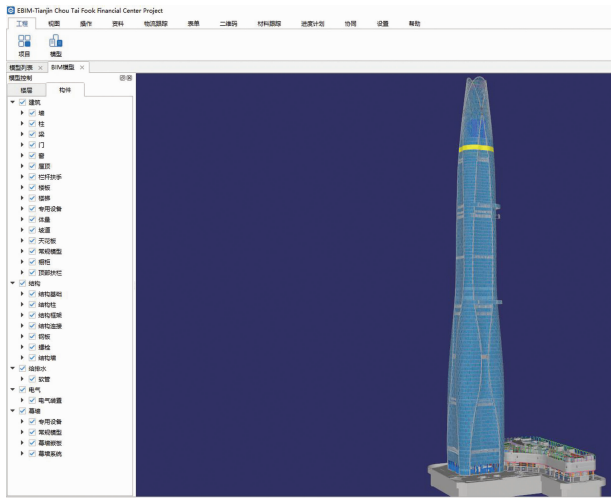 EBIM-Tianjin Chou Tai Fook Financial Center Project
工程 视图 操作 资料 物流跟踪 表单 二维码 材料跟踪 进度计划 协同 设置 帮助
项目 模型
模型列表 × BIM模型 ×
模型控制
楼层 构件
建筑
墙
柱
梁
门
窗
屋顶
栏杆扶手
楼板
楼梯
专用设备
体量
坡道
天花板
常规模型
橱柜
顶部扶栏
结构
结构基础
结构柱
结构框架
结构连接
钢板
螺栓
结构墙
给排水
软管
电气
电气装置
幕墙
专用设备
常规模型
幕墙嵌板
幕墙系统